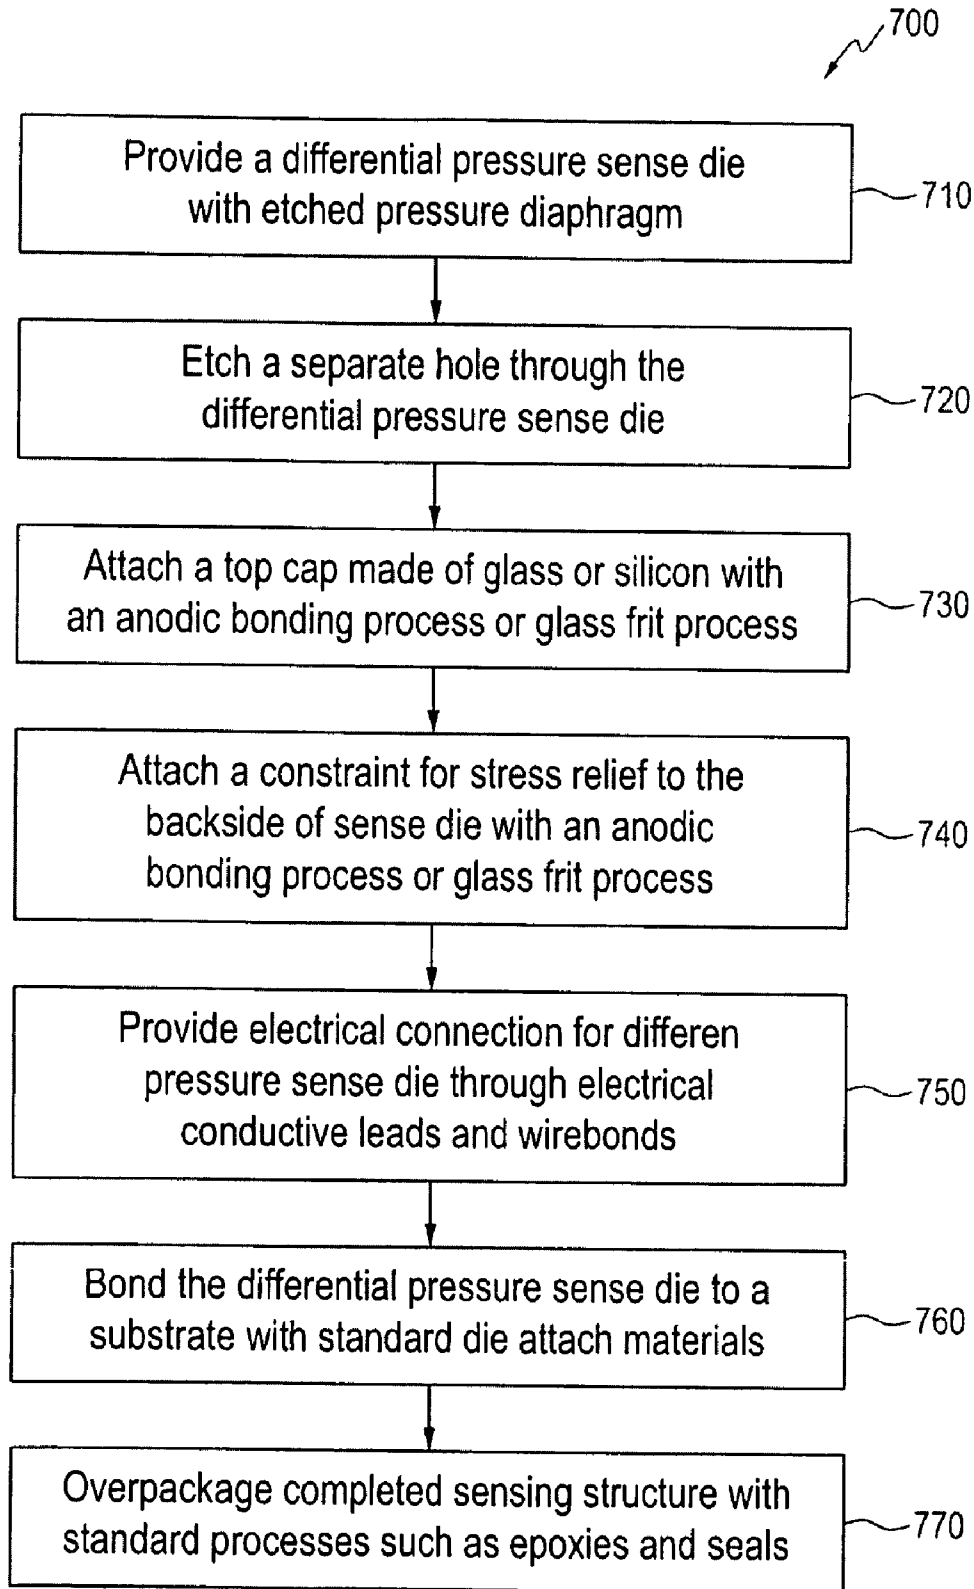 700
Provide a differential pressure sense die
with etched pressure diaphragm
710
Etch a separate hole through the
differential pressure sense die
720
Attach a top cap made of glass or silicon with
an anodic bonding process or glass frit process
730
Attach a constraint for stress relief to the
backside of sense die with an anodic
bonding process or glass frit process
740
Provide electrical connection for differen
pressure sense die through electrical
conductive leads and wirebonds
750
Bond the differential pressure sense die to a
substrate with standard die attach materials
760
Overpackage completed sensing structure with
standard processes such as epoxies and seals
770